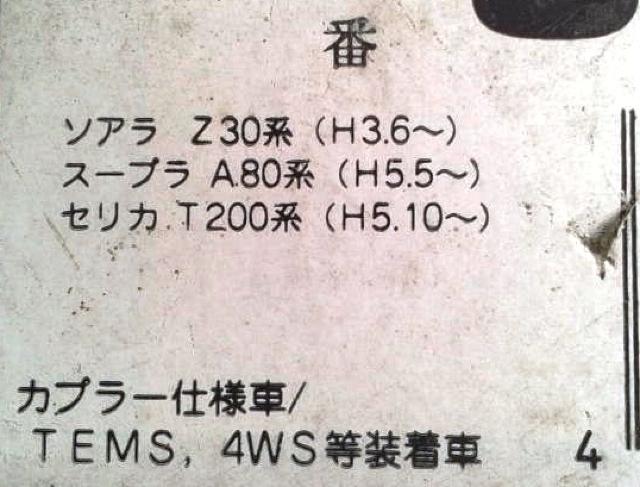 番
ソアラ Z30系（H3.6～）
スープラ A80系（H5.5～）
セリカ T200系（H5.10～）
カプラー仕様車/
TEMS, 4WS等装着車 4